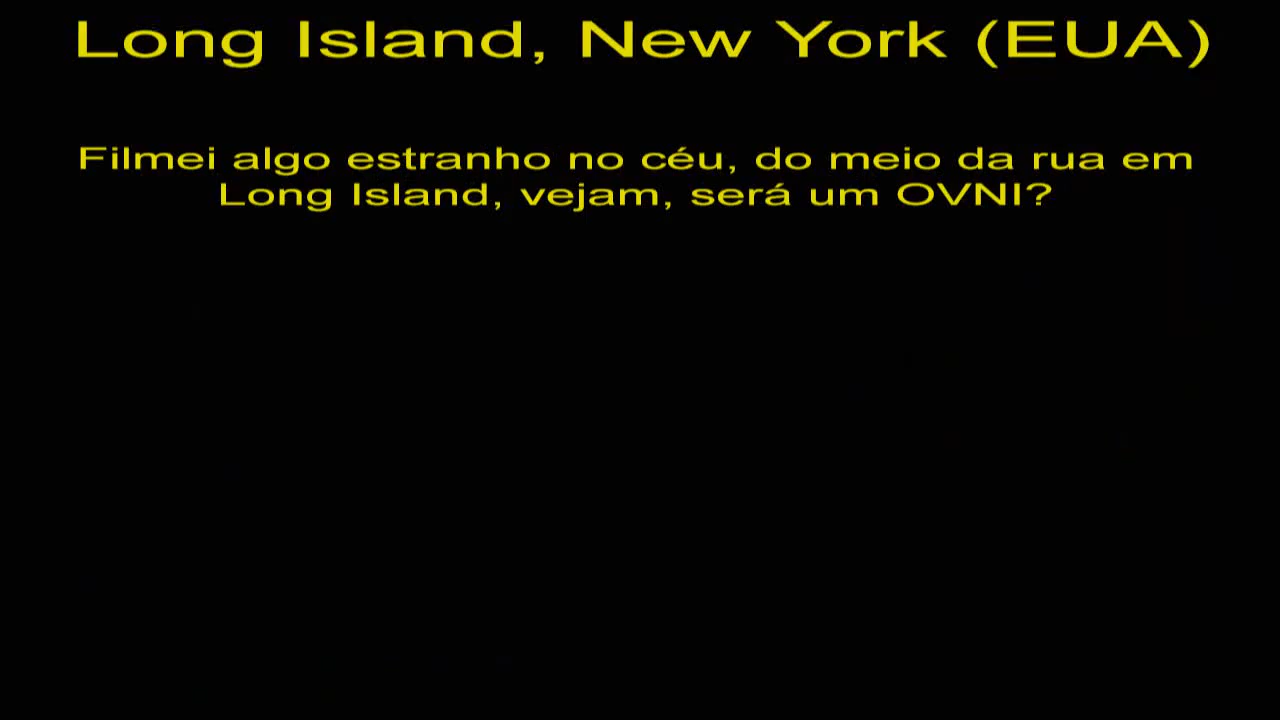 Long Island, New York (EUA)
Filmei algo estranho no céu, do meio da rua em
Long Island, vejam, será um OVNI?